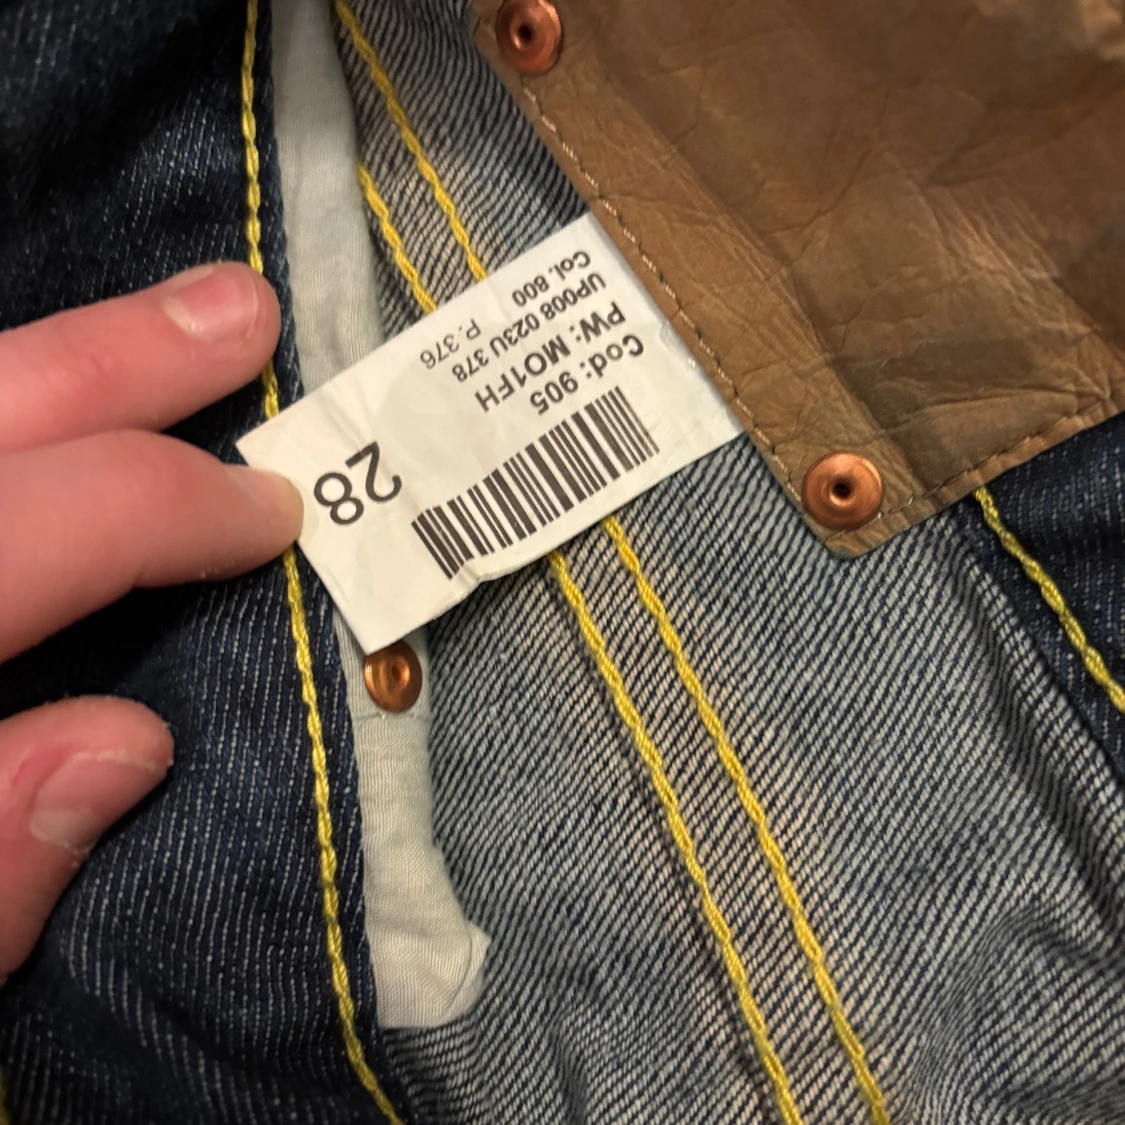 Cod: 905
PW: MO1FH
UP008 023U 378
Col. 800
P. 376
28